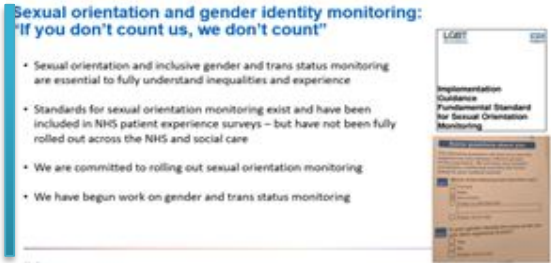 Sexual orientation and gender identity monitoring:
"If you don't count us, we don't count"
• Sexual orientation and inclusive gender and trans status monitoring
are essential to fully understand inequalities and experience
• Standards for sexual orientation monitoring exist and have been
included in NHS patient experience surveys – but have not been fully
rolled out across the NHS and social care
• We are committed to rolling out sexual orientation monitoring
• We have begun work on gender and trans status monitoring
LGBT
Implementation
Guidance
Fundamental Standard
for Sexual Orientation
Monitoring